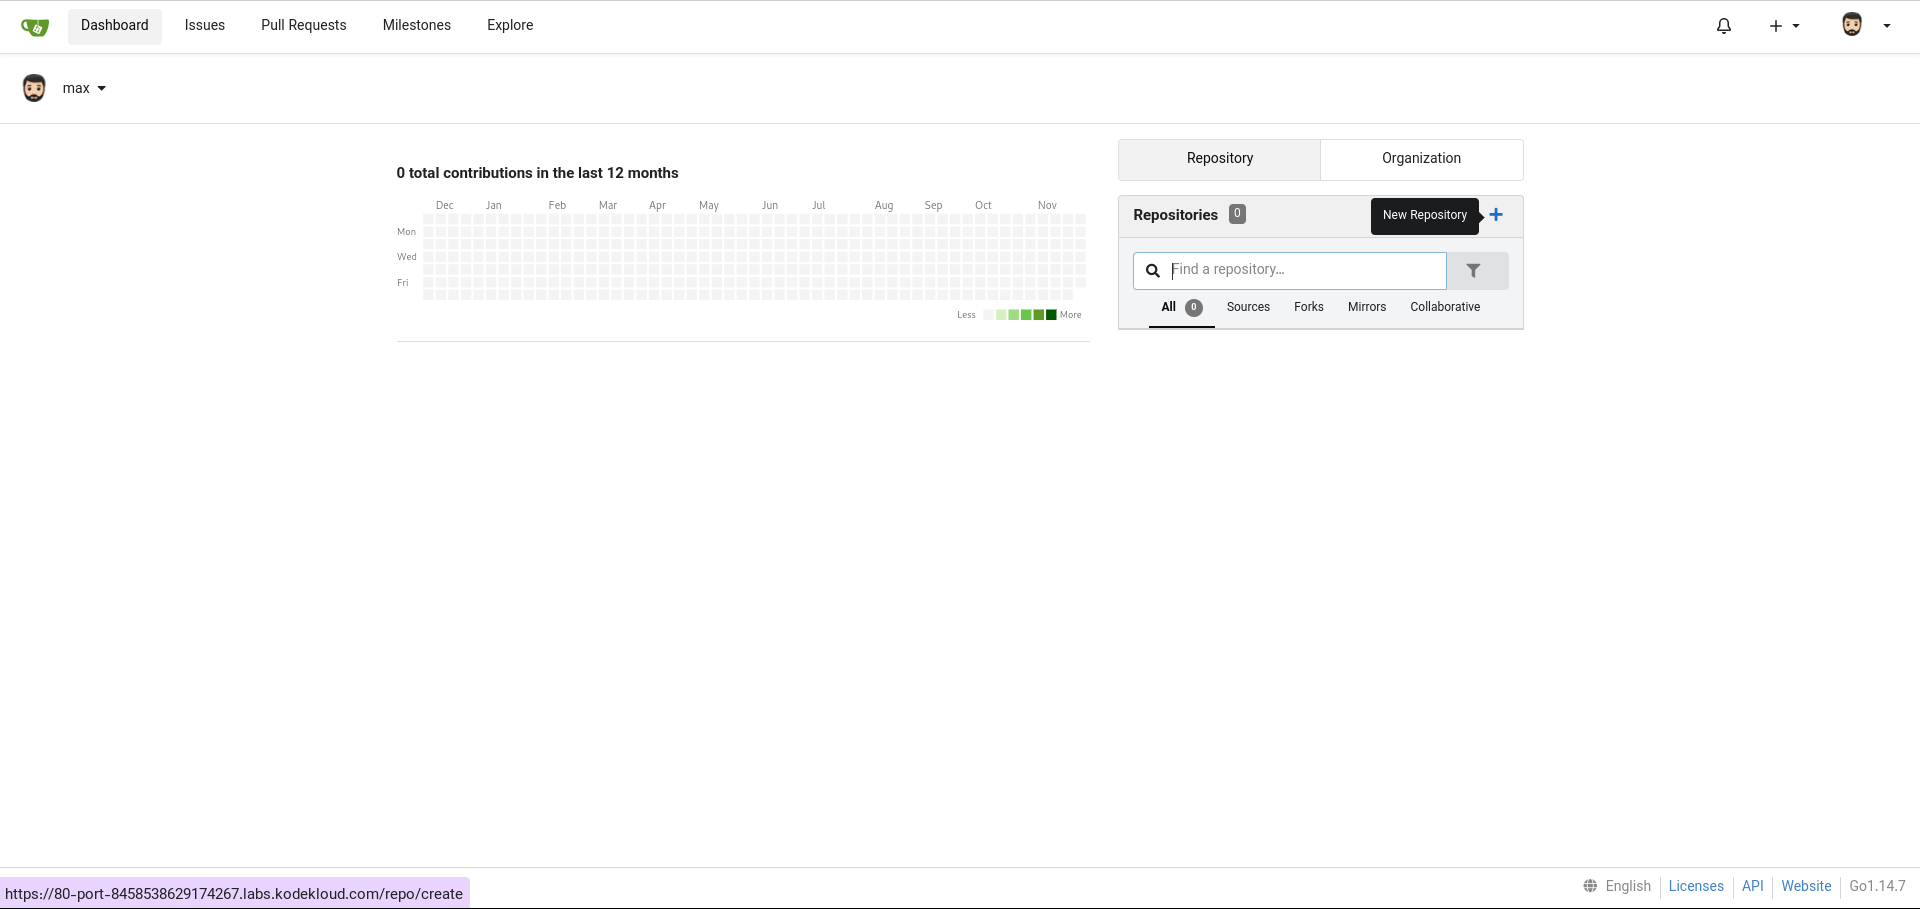 Dashboard Issues Pull Requests Milestones Explore
max
Repository Organization
0 total contributions in the last 12 months
Dec Jan Feb Mar Apr May Jun Jul Aug Sep Oct Nov
Mon
Wed
Fri
Less More
Repositories 0 New Repository
Find a repository...
All 0 Sources Forks Mirrors Collaborative
English Licenses API Website Go1.14.7
https://80-port-8458538629174267.labs.kodekloud.com/repo/create